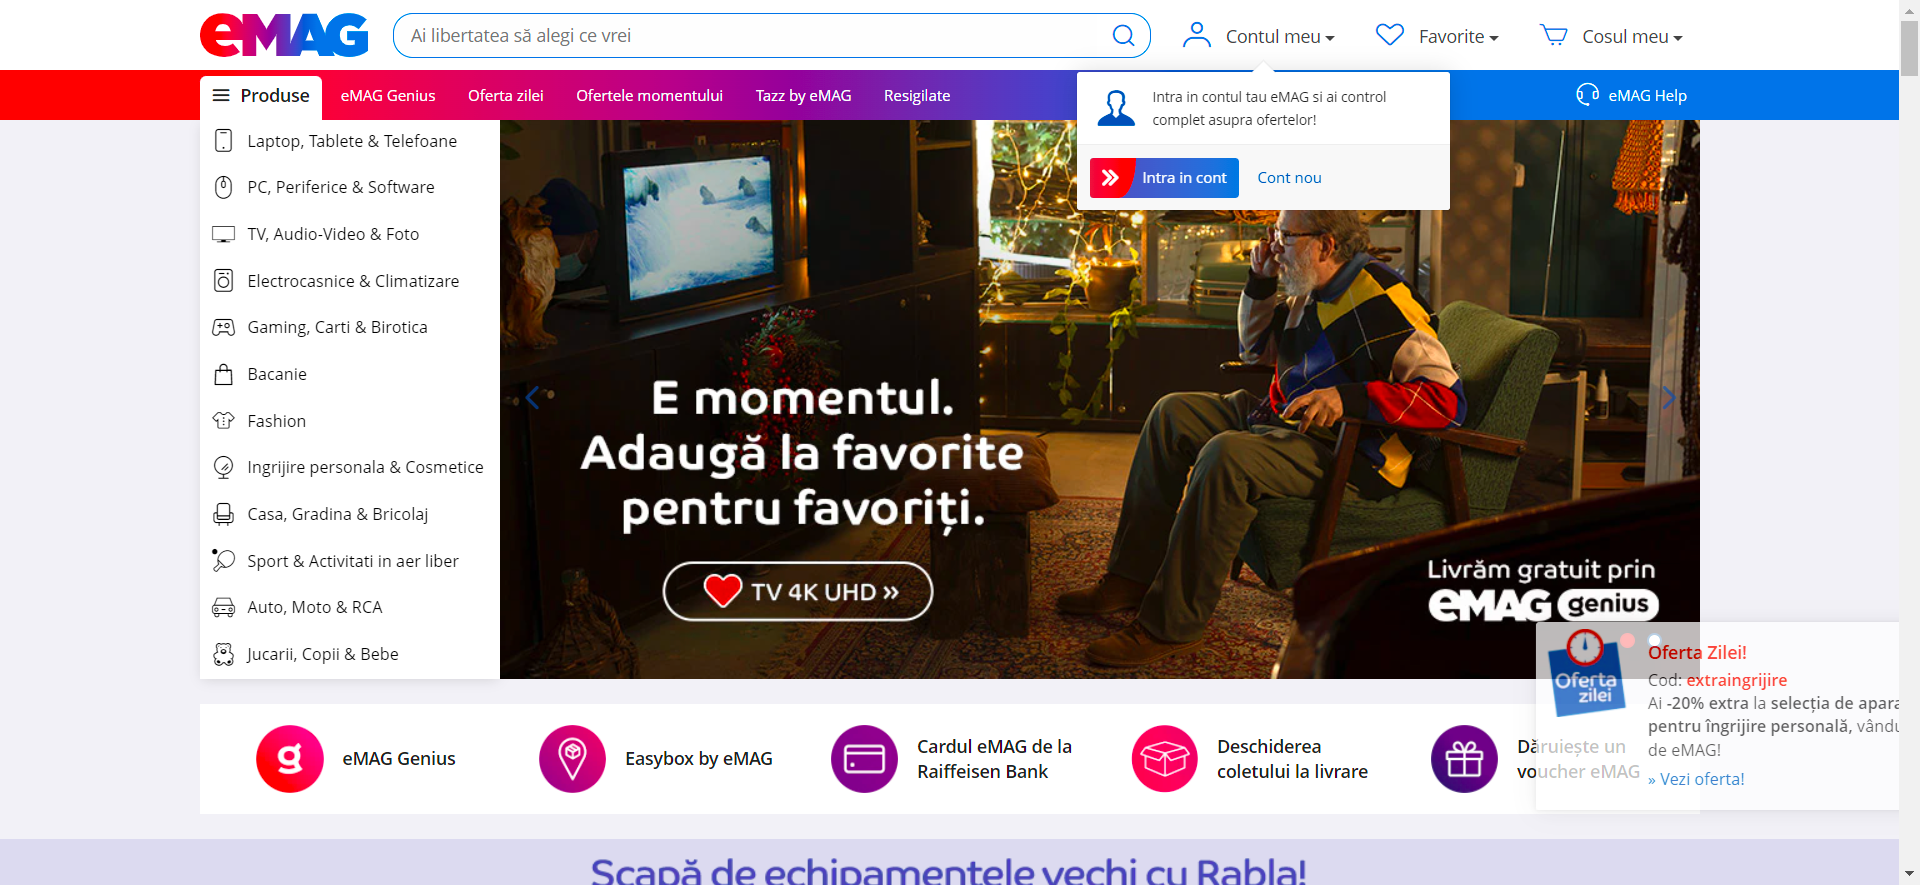 eMAG
Ai libertatea să alegi ce vrei
Contul meu
Favorite
Cosul meu
Produse
eMAG Genius
Oferta zilei
Ofertele momentului
Tazz by eMAG
Resigilate
eMAG Help
Intra in contul tau eMAG si ai control
complet asupra ofertelor!
Intra in cont
Cont nou
Laptop, Tablete & Telefoane
PC, Periferice & Software
TV, Audio-Video & Foto
Electrocasnice & Climatizare
Gaming, Carti & Birotica
Bacanie
Fashion
Ingrijire personala & Cosmetice
Casa, Gradina & Bricolaj
Sport & Activitati in aer liber
Auto, Moto & RCA
Jucarii, Copii & Bebe
E momentul.
Adaugă la favorite
pentru favoriți.
TV 4K UHD »
Livrăm gratuit prin
eMAG genius
Oferta
zilei
Oferta Zilei!
Cod: extraingrijire
Ai -20% extra la selecția de apara
pentru îngrijire personală, vându
de eMAG!
» Vezi oferta!
eMAG Genius
Easybox by eMAG
Cardul eMAG de la
Raiffeisen Bank
Deschiderea
coletului la livrare
Dăruiește un
voucher eMAG
Scapă de echipamentele vechi cu Rabla!